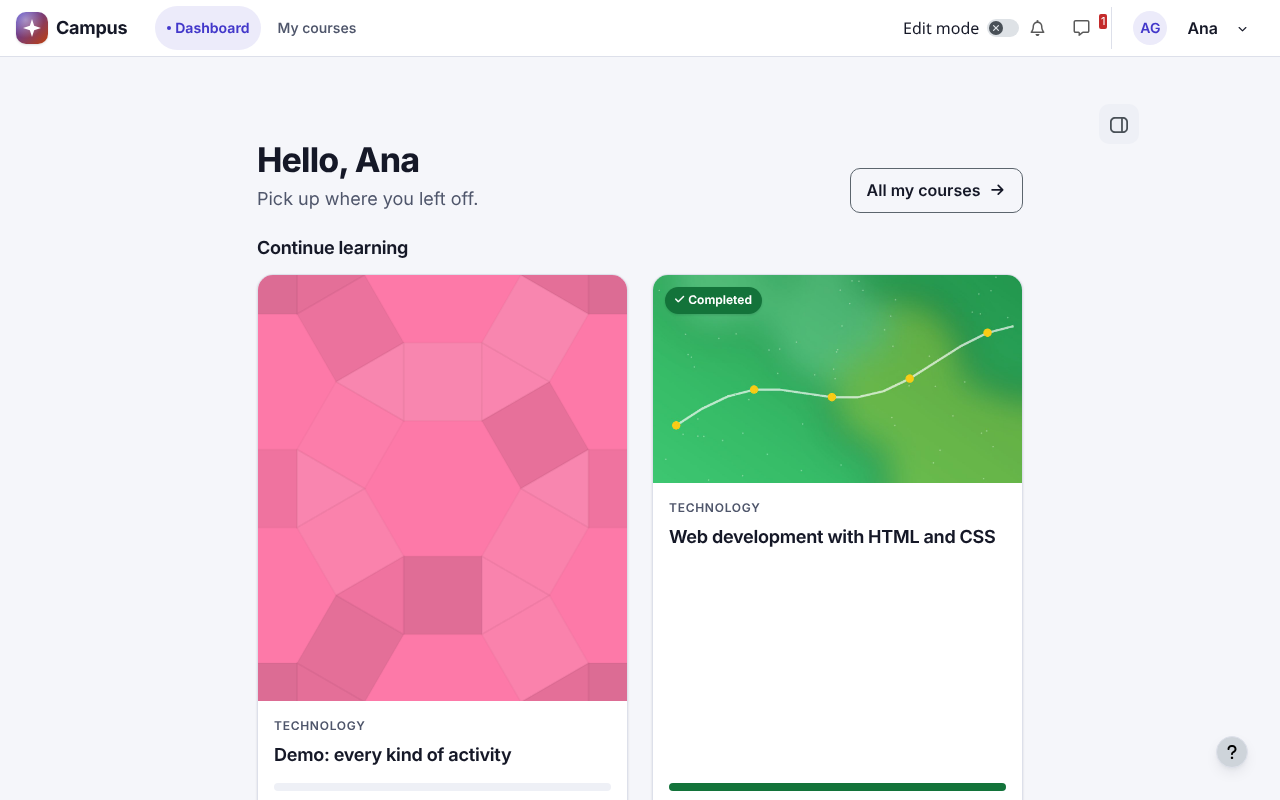 Campus
Dashboard
My courses
Edit mode
1
AG
Ana
Hello, Ana
Pick up where you left off.
All my courses →
Continue learning
Completed
TECHNOLOGY
Web development with HTML and CSS
TECHNOLOGY
Demo: every kind of activity
?